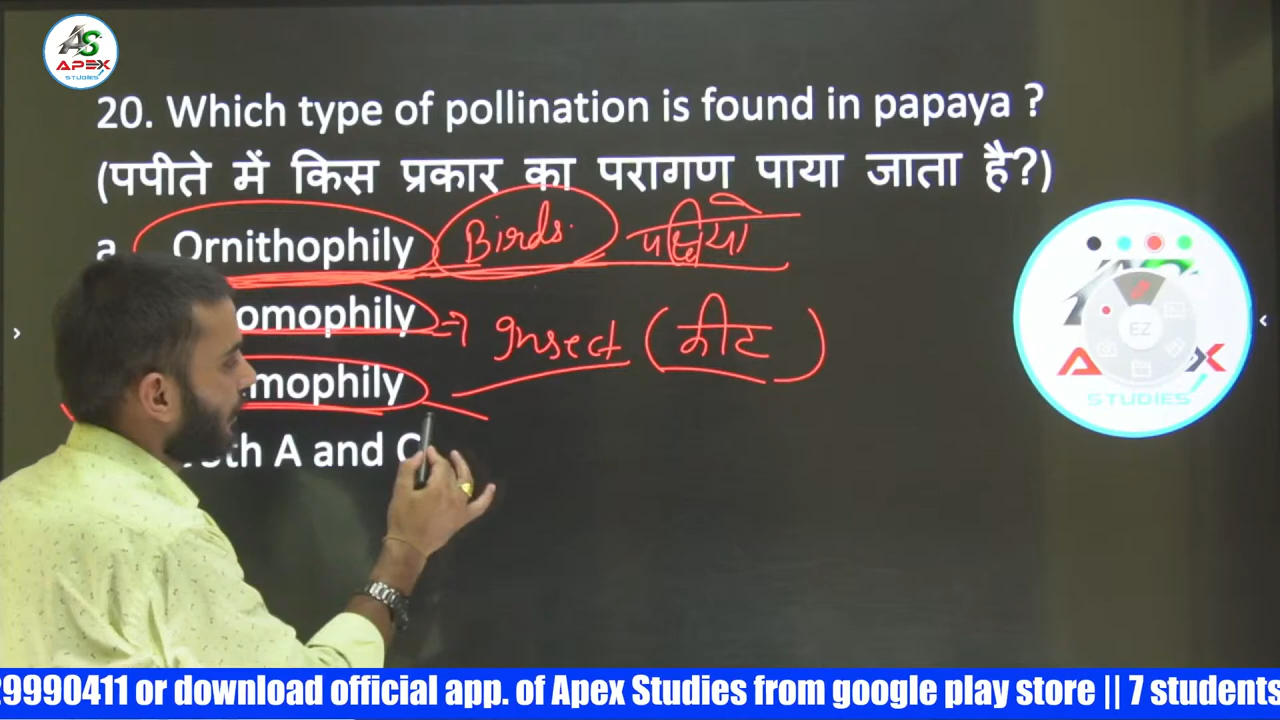 AS
APEX
STUDIES
20. Which type of pollination is found in papaya ?
(पपीते में किस प्रकार का परागण पाया जाता है?)
a Ornithophily Birds. पक्षियों
omophily => Insect (कीट)
mophily
oth A and C
EZ
STUDIES
29990411 or download official app. of Apex Studies from google play store || 7 students